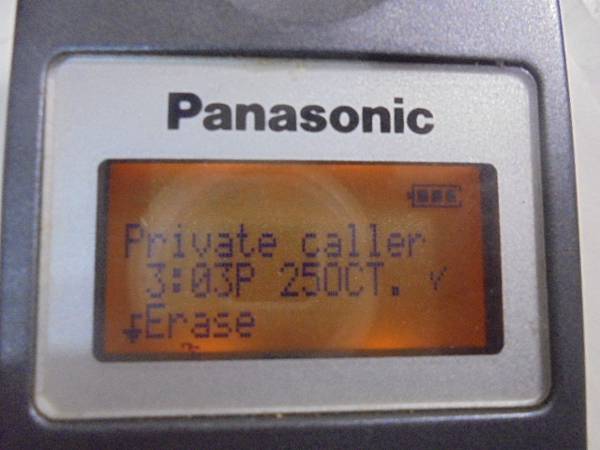 Panasonic
Private caller
3:03P 25OCT. √
Erase